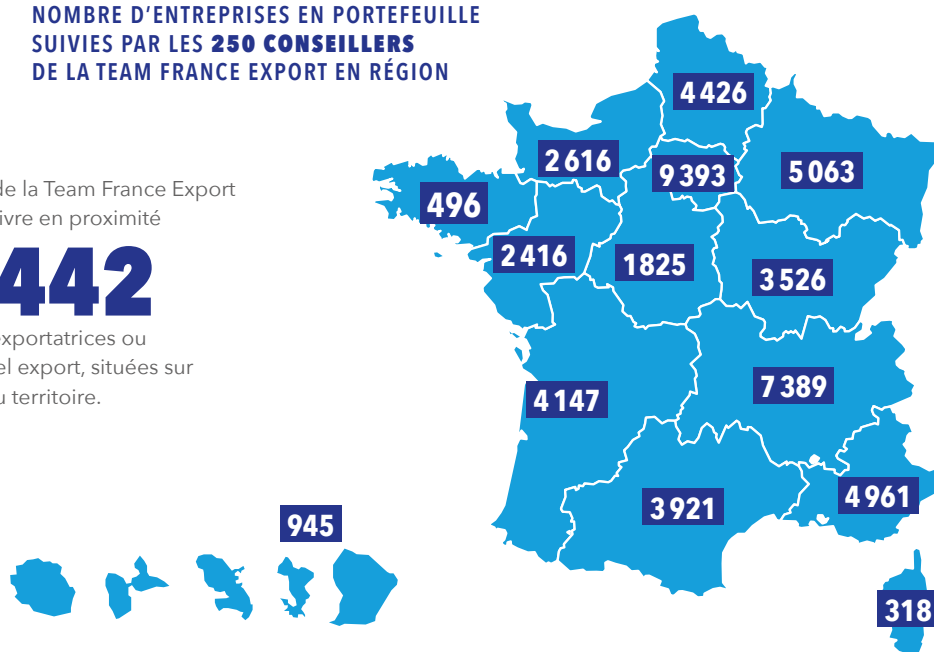 NOMBRE D'ENTREPRISES EN PORTEFEUILLE
SUIVIES PAR LES 250 CONSEILLERS
DE LA TEAM FRANCE EXPORT EN RÉGION
de la Team France Export
ivre en proximité
442
exportatrices ou
el export, situées sur
u territoire.
4 426
2 616
9 393
5 063
496
2 416
1 825
3 526
4 147
7 389
3 921
4 961
945
318